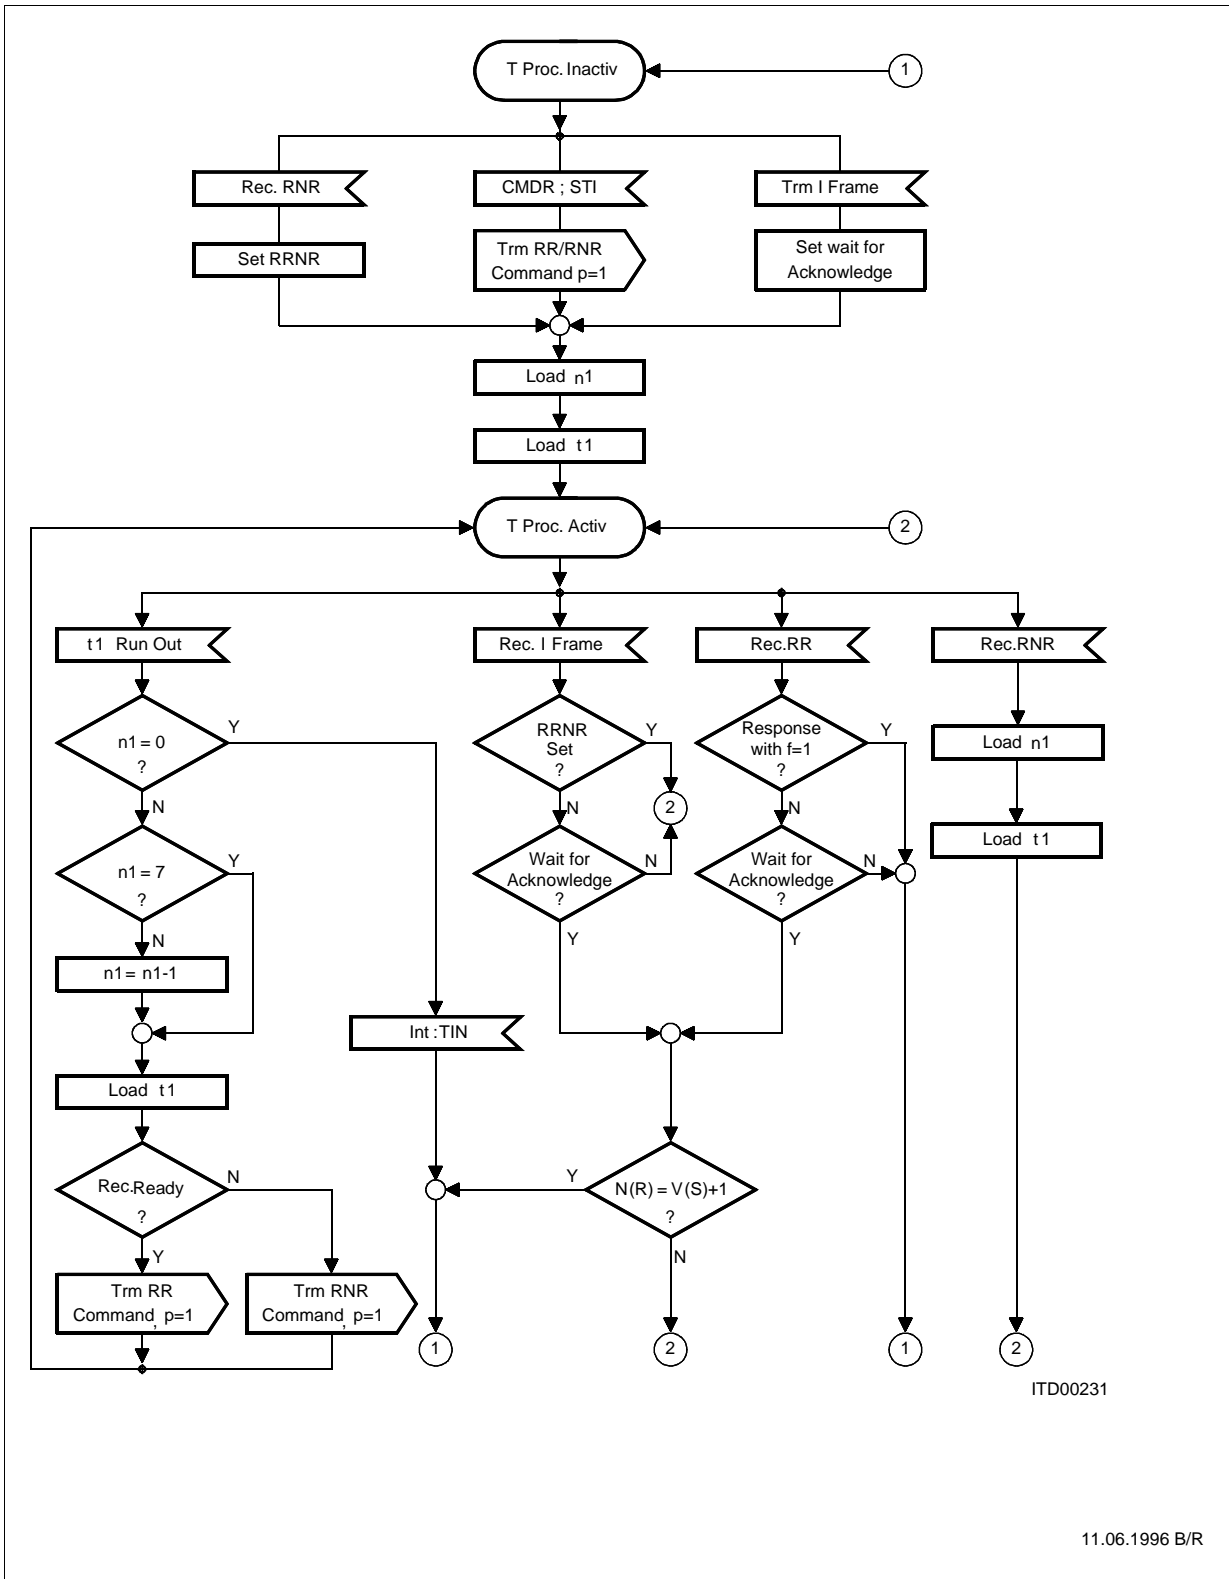 T Proc. Inactiv
1
Rec. RNR
CMDR ; STI
Trm I Frame
Set RRNR
Trm RR/RNR
Command p=1
Set wait for
Acknowledge
Load n1
Load t1
T Proc. Activ
2
t1 Run Out
Rec. I Frame
Rec.RR
Rec.RNR
n1 = 0
?
Y
N
RRNR
Set
?
Y
N
2
Response
with f=1
?
Y
N
Load n1
Load t1
n1 = 7
?
Y
N
Wait for
Acknowledge
?
N
Y
Wait for
Acknowledge
?
N
Y
n1 = n1-1
Int : TIN
Load t1
Rec.Ready
?
N
Y
N(R) = V(S)+1
?
Y
N
Trm RR
Command, p=1
Trm RNR
Command, p=1
1
2
1
2
ITD00231
11.06.1996 B/R